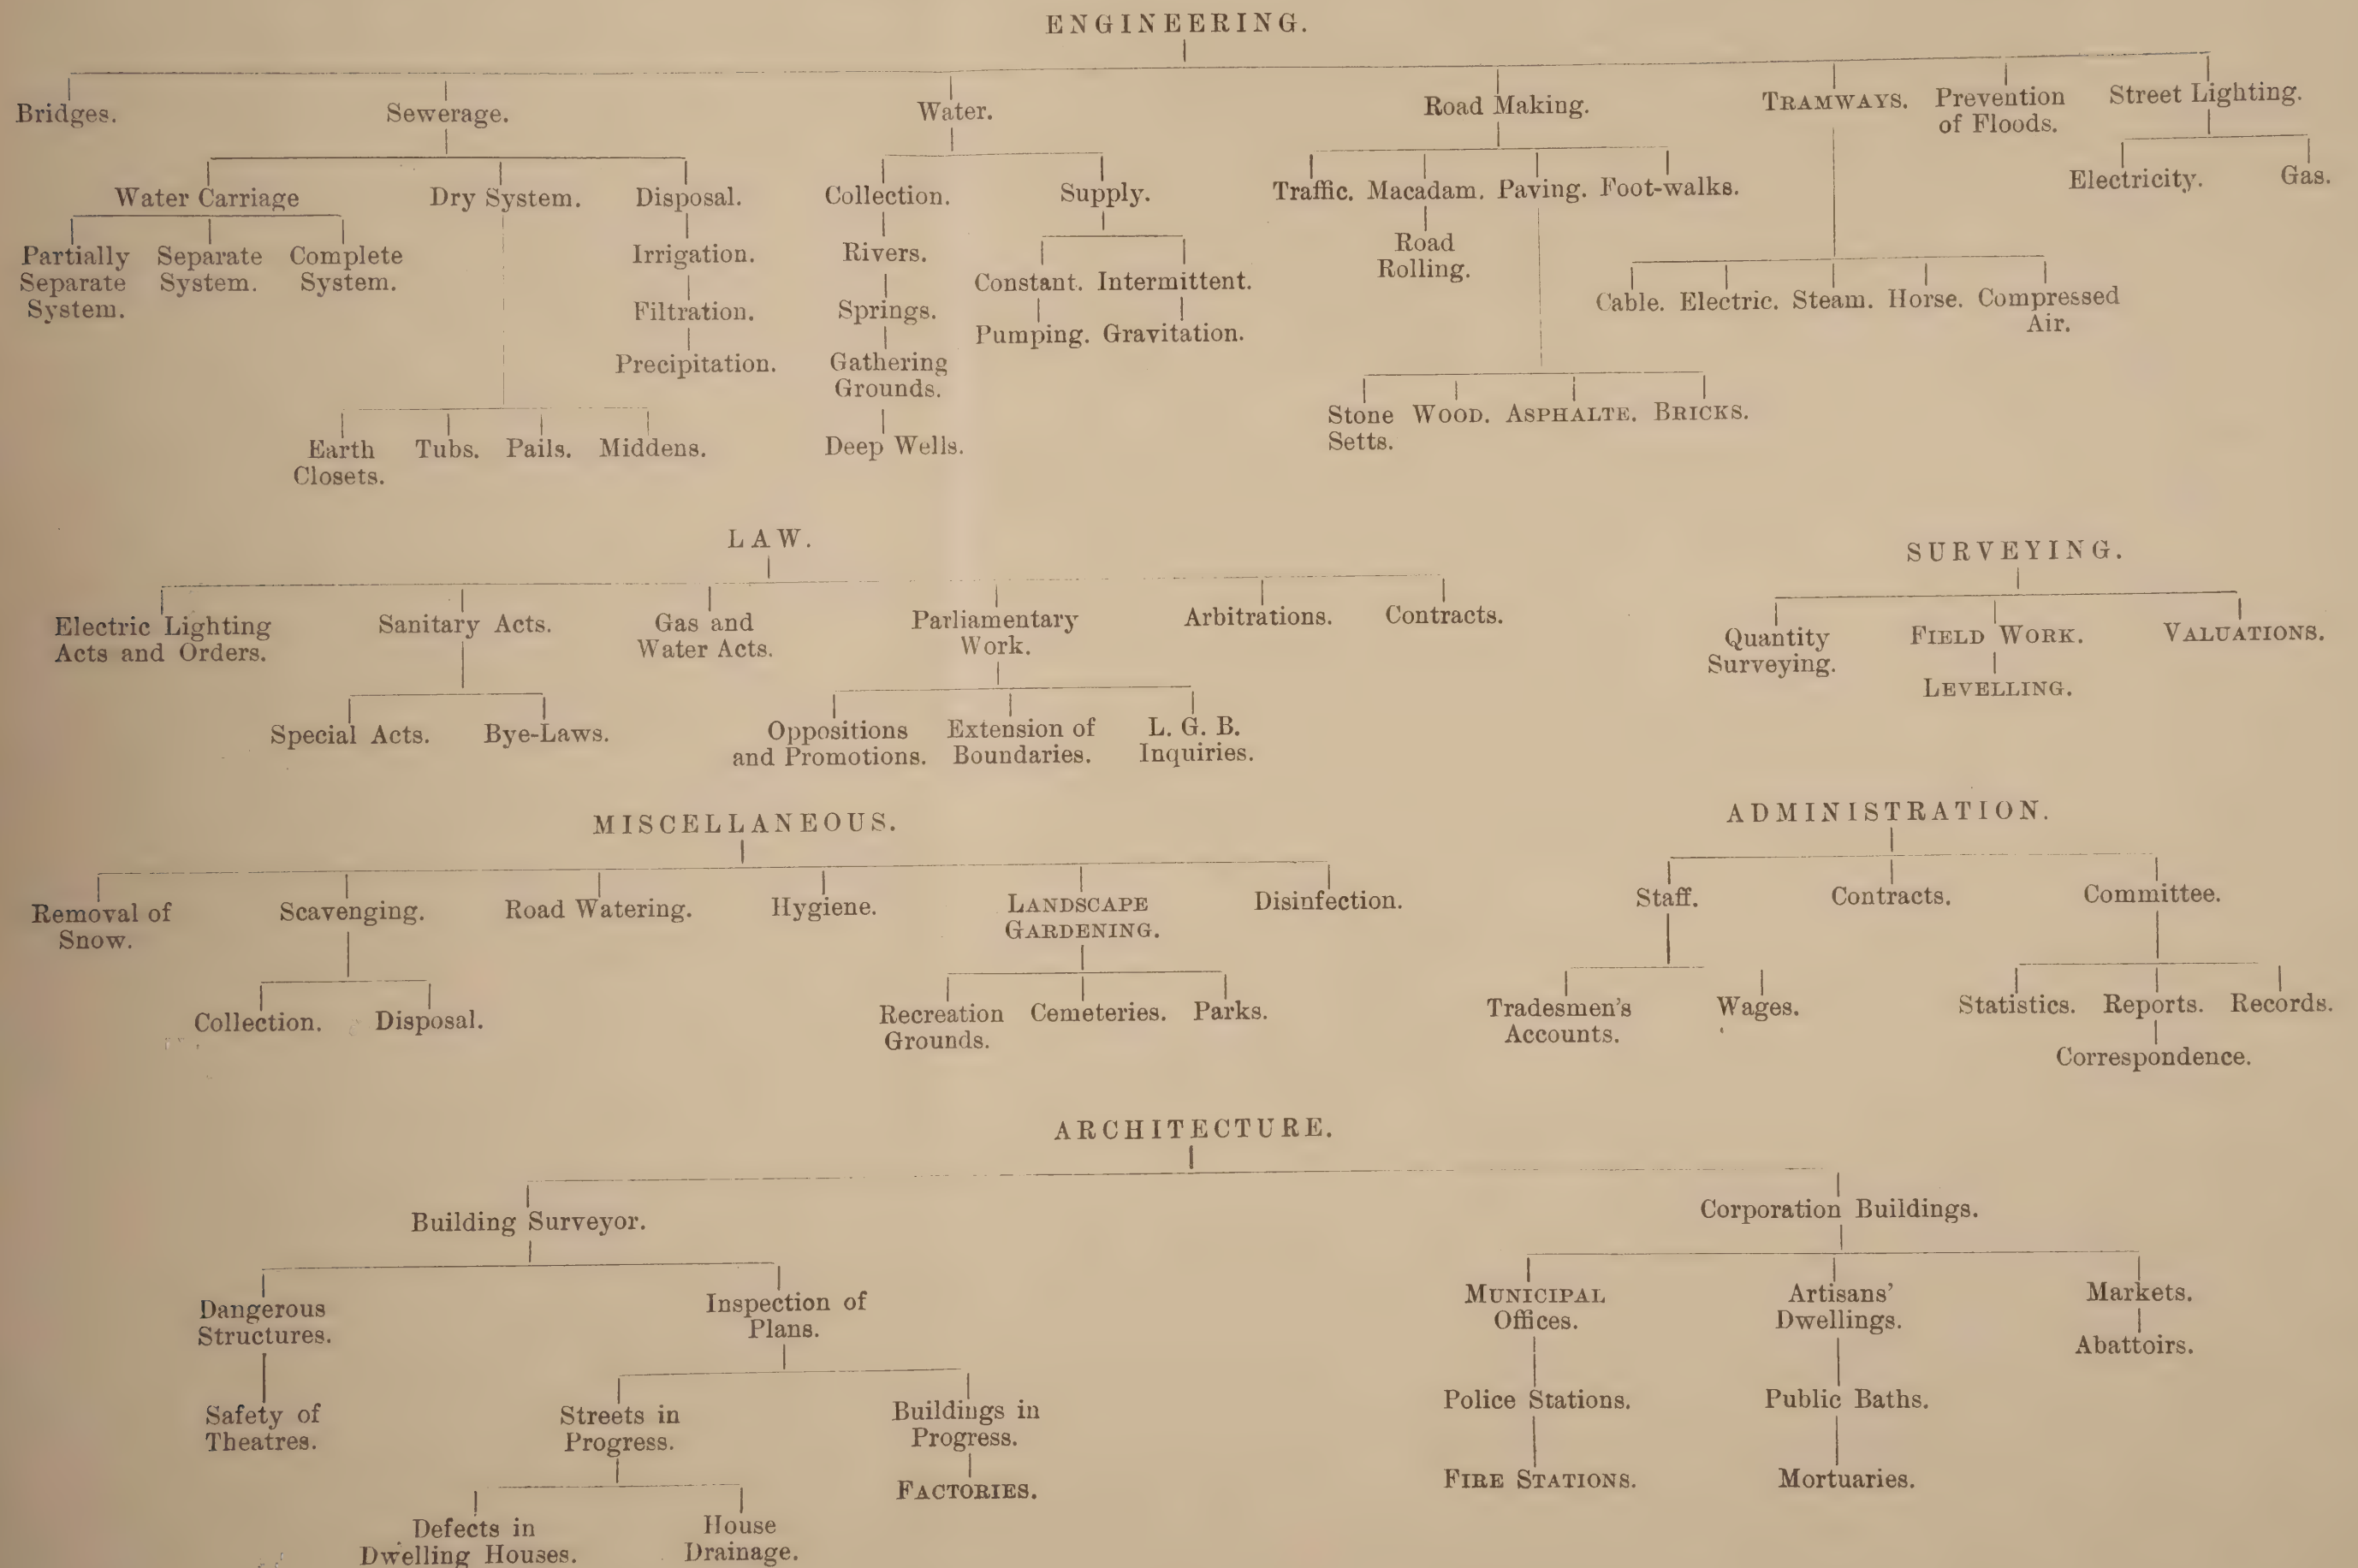 ENGINEERING.
Bridges.
Sewerage.
Water.
Road Making.
TRAMWAYS.
Prevention
of Floods.
Street Lighting.
Water Carriage
Dry System.
Disposal.
Collection.
Supply.
Traffic.
Macadam.
Paving.
Foot-walks.
Electricity.
Gas.
Partially
Separate
System.
Separate
System.
Complete
System.
Irrigation.
Filtration.
Precipitation.
Rivers.
Springs.
Gathering
Grounds.
Deep Wells.
Constant.
Intermittent.
Pumping.
Gravitation.
Road
Rolling.
Cable.
Electric.
Steam.
Horse.
Compressed
Air.
Earth
Closets.
Tubs.
Pails.
Middens.
Stone
Setts.
WOOD.
ASPHALTE.
BRICKS.
LAW.
Electric Lighting
Acts and Orders.
Sanitary Acts.
Gas and
Water Acts.
Parliamentary
Work.
Arbitrations.
Contracts.
Special Acts.
Bye-Laws.
Oppositions
and Promotions.
Extension of
Boundaries.
L. G. B.
Inquiries.
SURVEYING.
Quantity
Surveying.
FIELD WORK.
VALUATIONS.
LEVELLING.
MISCELLANEOUS.
Removal of
Snow.
Scavenging.
Road Watering.
Hygiene.
LANDSCAPE
GARDENING.
Disinfection.
Collection.
Disposal.
Recreation
Grounds.
Cemeteries.
Parks.
ADMINISTRATION.
Staff.
Contracts.
Committee.
Tradesmen's
Accounts.
Wages.
Statistics.
Reports.
Records.
Correspondence.
ARCHITECTURE.
Building Surveyor.
Corporation Buildings.
Dangerous
Structures.
Inspection of
Plans.
Safety of
Theatres.
Streets in
Progress.
Buildings in
Progress.
FACTORIES.
Defects in
Dwelling Houses.
House
Drainage.
MUNICIPAL
Offices.
Artisans'
Dwellings.
Markets.
Abattoirs.
Police Stations.
Public Baths.
FIRE STATIONS.
Mortuaries.